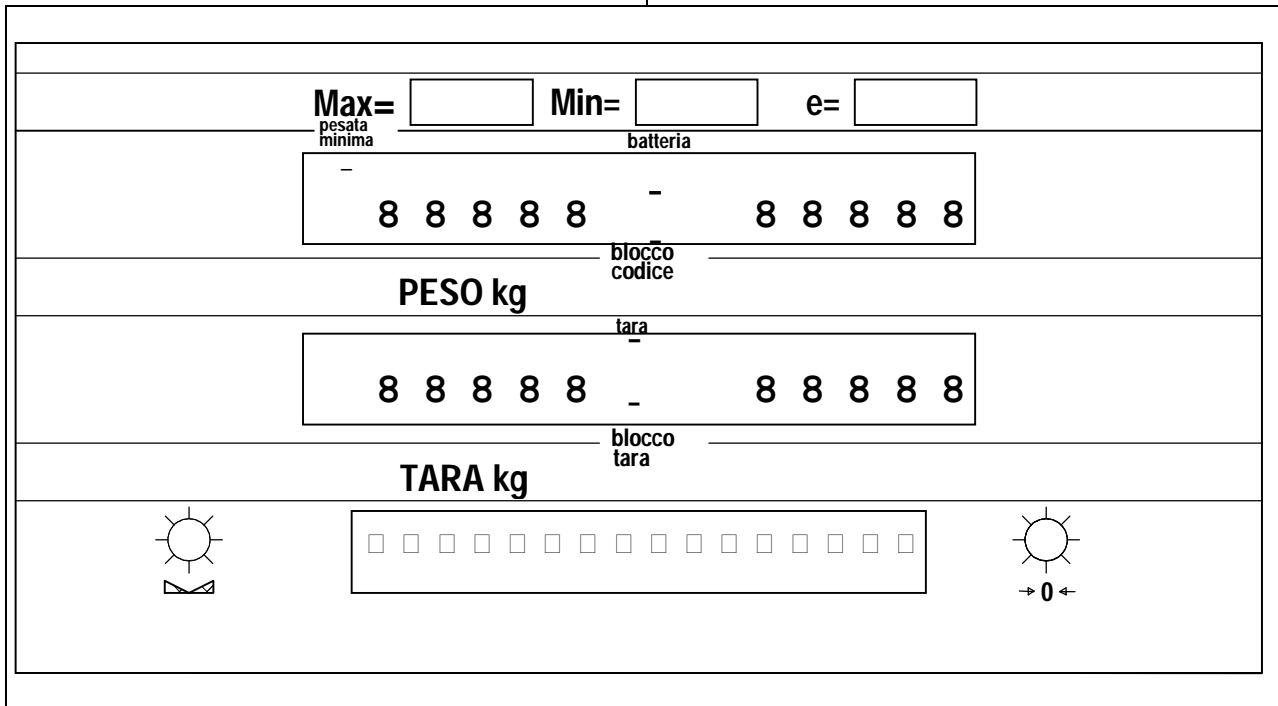 Max= Min= e=
pesata
minima
batteria
8 8 8 8 8 - 8 8 8 8 8
blocco
codice
PESO kg
tara
8 8 8 8 8 - 8 8 8 8 8
blocco
tara
TARA kg
→0←